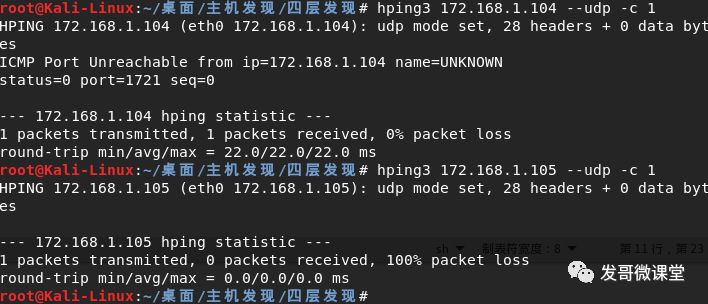 root@Kali-Linux:~/桌面/主机发现/四层发现# hping3 172.168.1.104 --udp -c 1
HPING 172.168.1.104 (eth0 172.168.1.104): udp mode set, 28 headers + 0 data byt
es
ICMP Port Unreachable from ip=172.168.1.104 name=UNKNOWN
status=0 port=1721 seq=0
--- 172.168.1.104 hping statistic ---
1 packets transmitted, 1 packets received, 0% packet loss
round-trip min/avg/max = 22.0/22.0/22.0 ms
root@Kali-Linux:~/桌面/主机发现/四层发现# hping3 172.168.1.105 --udp -c 1
HPING 172.168.1.105 (eth0 172.168.1.105): udp mode set, 28 headers + 0 data byt
es
--- 172.168.1.105 hping statistic ---
sh 制表符宽度：8 第 11 行，第 23
1 packets transmitted, 0 packets received, 100% packet loss
round-trip min/avg/max = 0.0/0.0/0.0 ms
发哥微课堂
root@Kali-Linux:~/桌面/主机发现/四层发现#